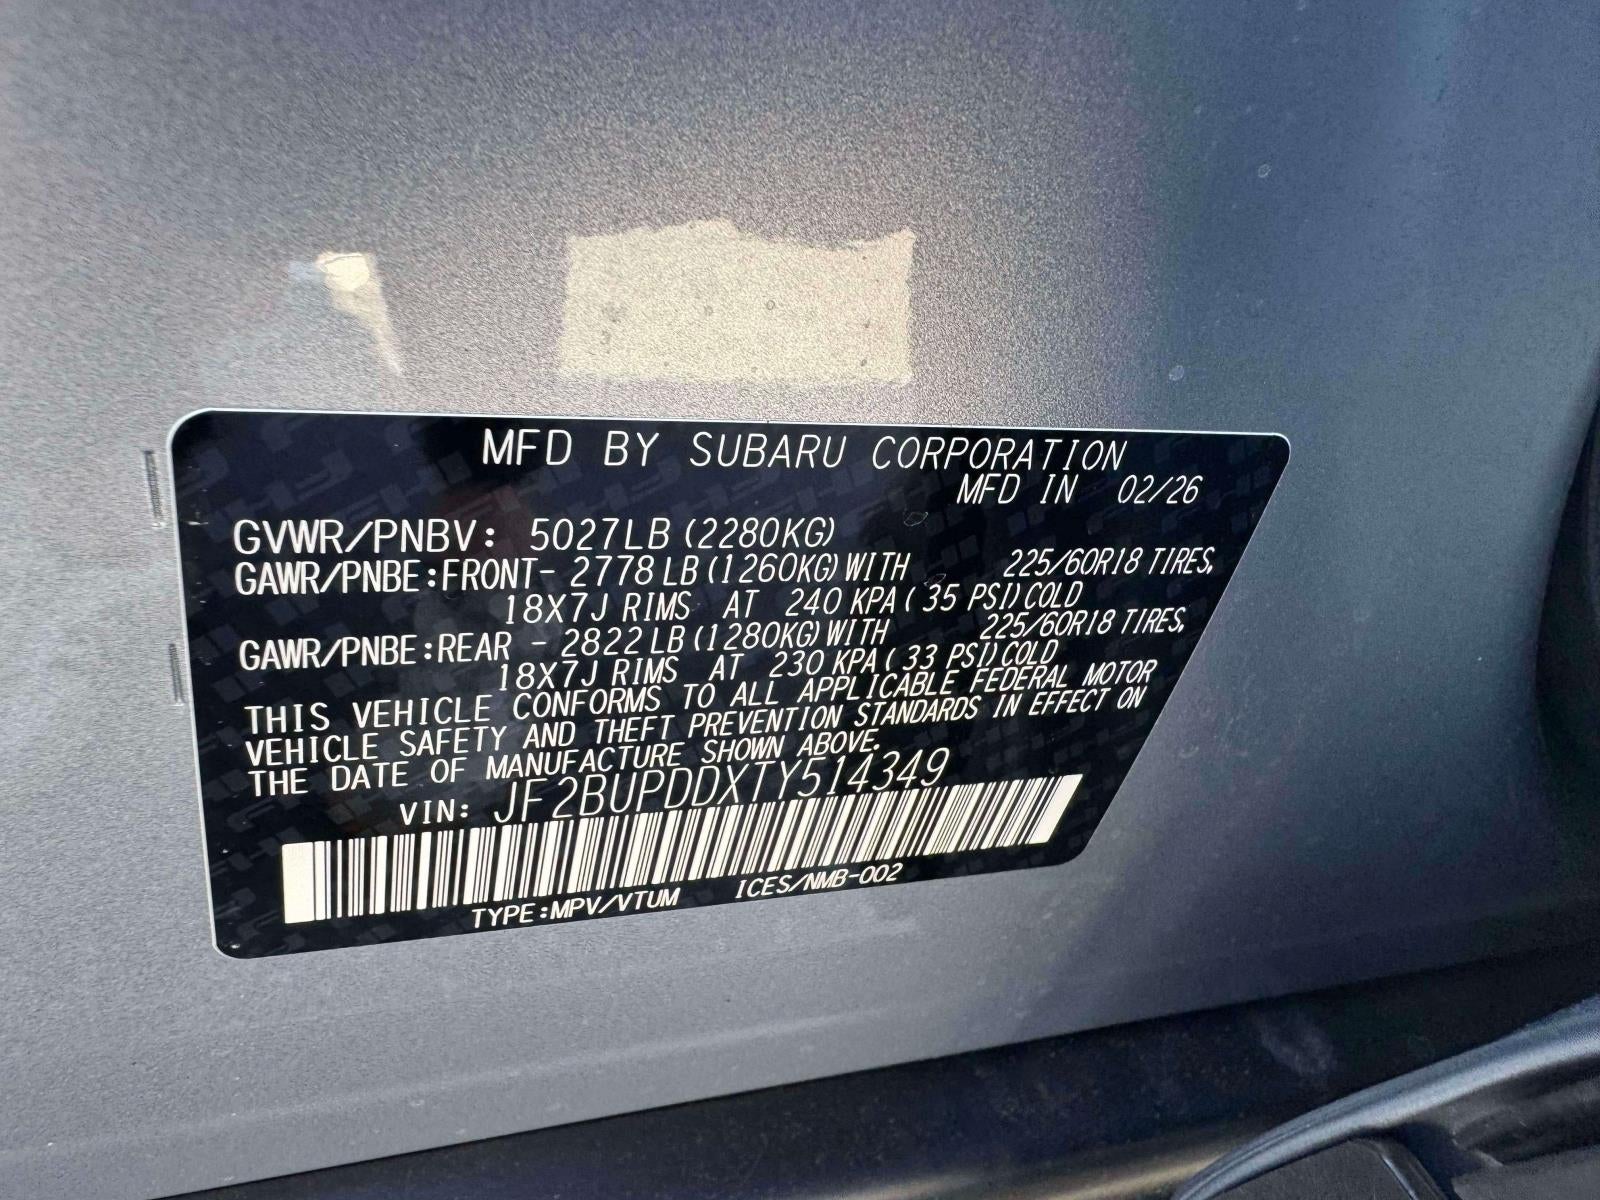 MFD BY SUBARU CORPORATION
MFD IN 02/26
GVWR/PNBV: 5027LB (2280KG)
GAWR/PNBE:FRONT- 2778 LB (1260KG) WITH 225/60R18 TIRES,
18X7J RIMS AT 240 KPA ( 35 PSI) COLD
GAWR/PNBE:REAR - 2822 LB (1280KG) WITH 225/60R18 TIRES,
18X7J RIMS AT 230 KPA ( 33 PSI) COLD
THIS VEHICLE CONFORMS TO ALL APPLICABLE FEDERAL MOTOR
VEHICLE SAFETY AND THEFT PREVENTION STANDARDS IN EFFECT ON
THE DATE OF MANUFACTURE SHOWN ABOVE.
VIN: JF2BUPDDXTY514349
TYPE:MPV/VTUM ICES/NMB-002